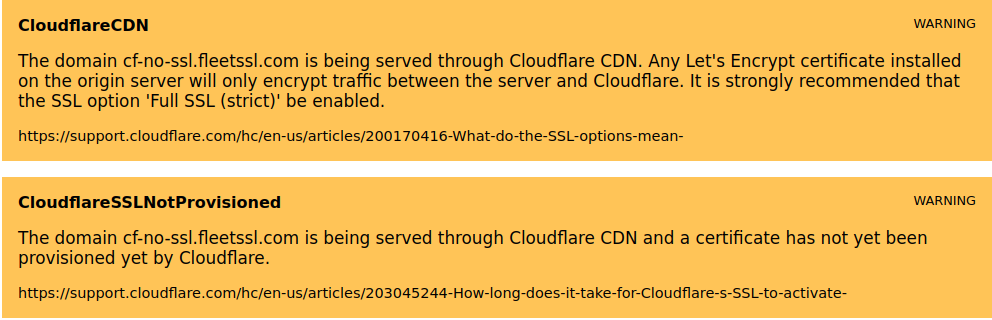 CloudflareCDN
WARNING
The domain cf-no-ssl.fleetssl.com is being served through Cloudflare CDN. Any Let's Encrypt certificate installed
on the origin server will only encrypt traffic between the server and Cloudflare. It is strongly recommended that
the SSL option 'Full SSL (strict)' be enabled.
https://support.cloudflare.com/hc/en-us/articles/200170416-What-do-the-SSL-options-mean-
CloudflareSSLNotProvisioned
WARNING
The domain cf-no-ssl.fleetssl.com is being served through Cloudflare CDN and a certificate has not yet been
provisioned yet by Cloudflare.
https://support.cloudflare.com/hc/en-us/articles/203045244-How-long-does-it-take-for-Cloudflare-s-SSL-to-activate-